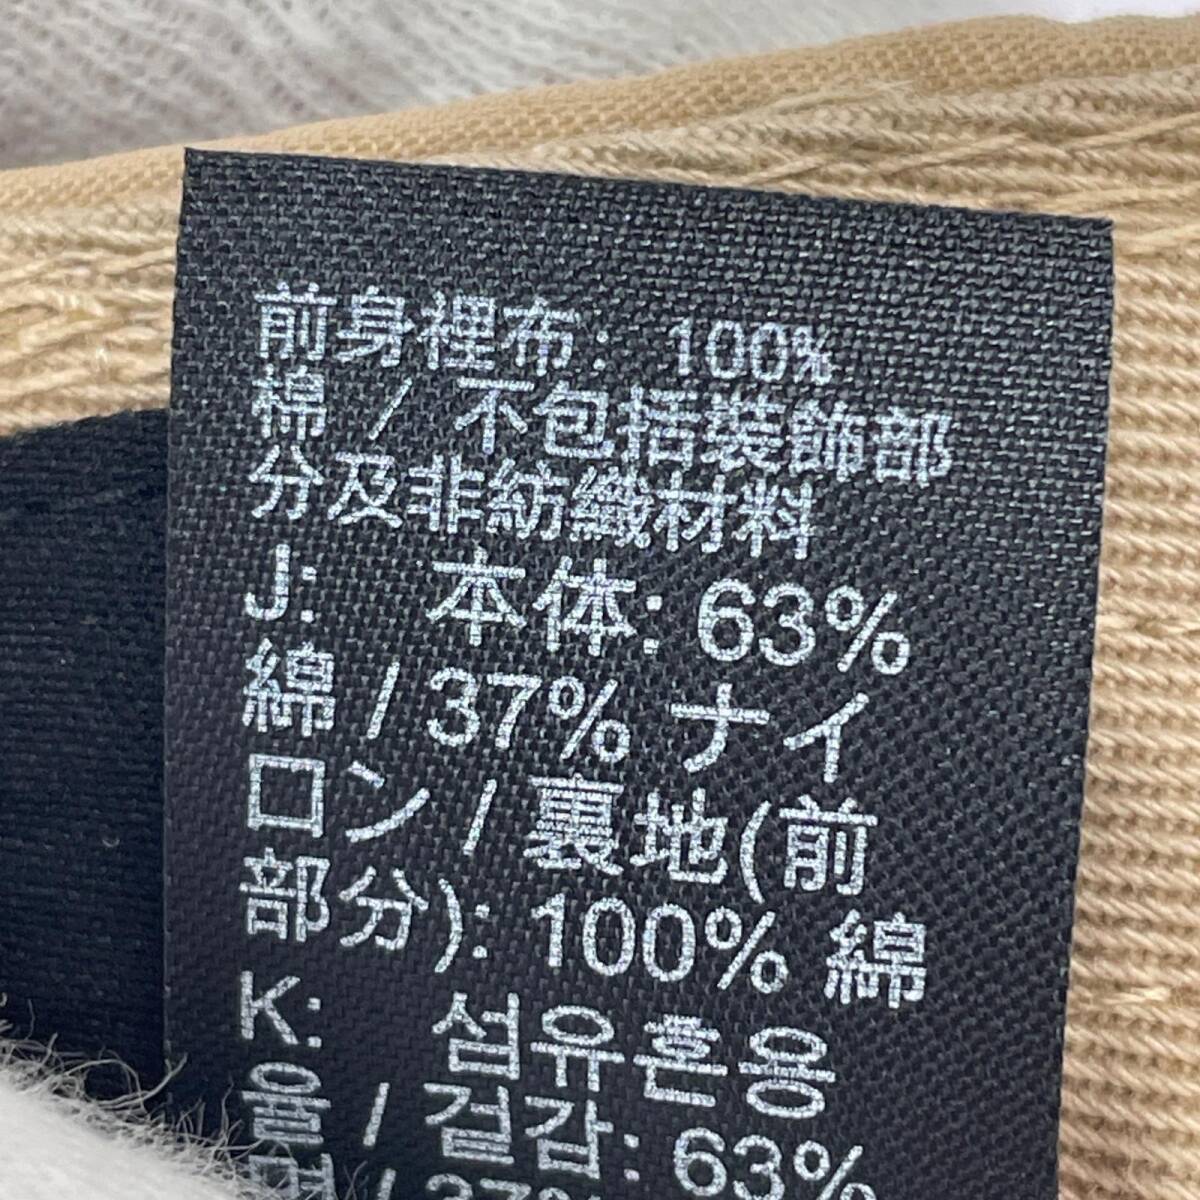 前身裡布: 100%
棉 / 不包括裝飾部
分及非紡織材料
J: 本体: 63%
綿 / 37% ナイ
ロン / 裏地(前
部分): 100% 綿
K: 섬유혼용
율 / 겉감: 63%
면 / 37%